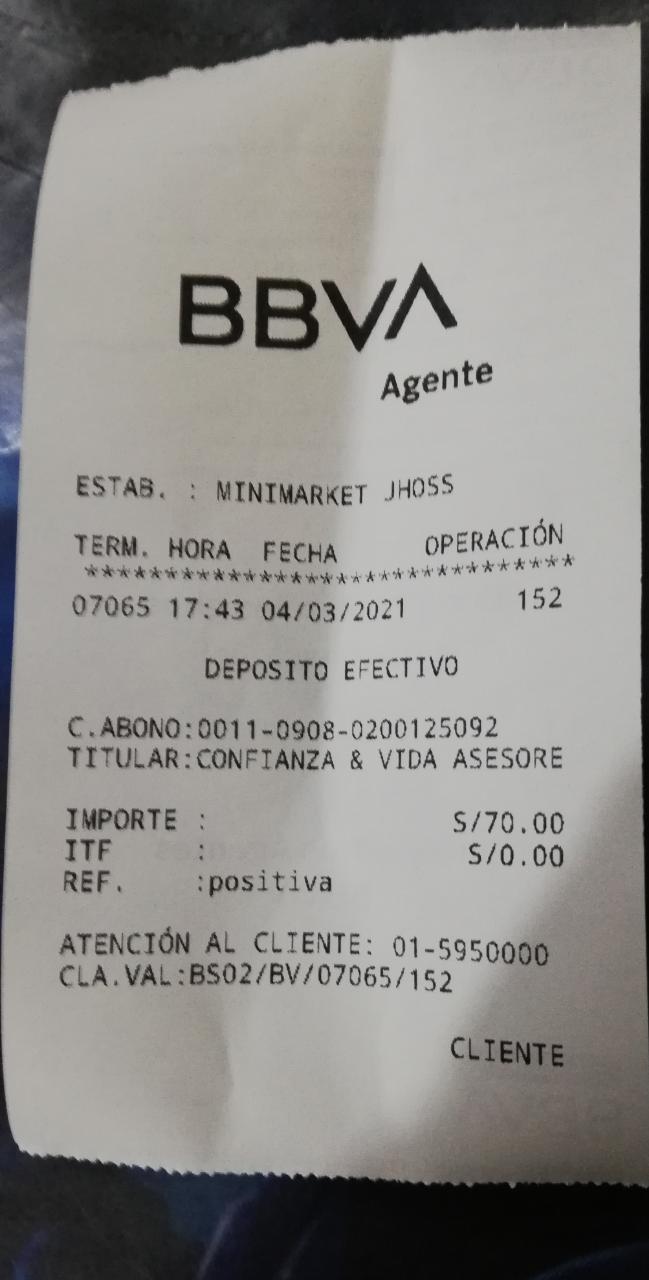 BBVA
Agente
ESTAB. : MINIMARKET JHOSS
TERM. HORA FECHA OPERACIÓN
*******************************
07065 17:43 04/03/2021 152
DEPOSITO EFECTIVO
C.ABONO:0011-0908-0200125092
TITULAR:CONFIANZA & VIDA ASESORE
IMPORTE : S/70.00
ITF : S/0.00
REF. :positiva
ATENCIÓN AL CLIENTE: 01-5950000
CLA.VAL:BS02/BV/07065/152
CLIENTE